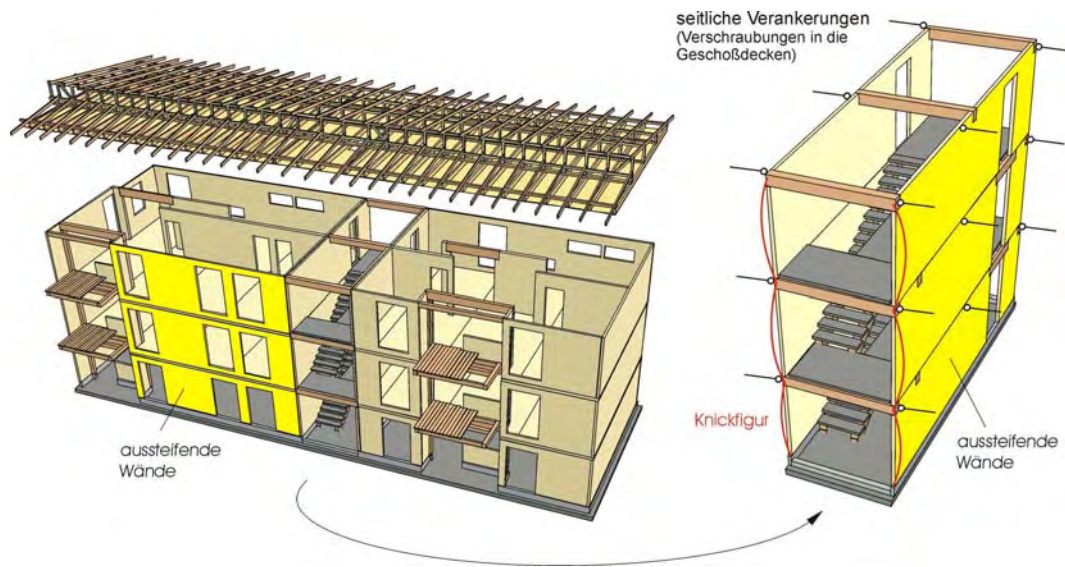 seitliche Verankerungen
(Verschraubungen in die
Geschoßdecken)
aussteifende
Wände
Knickfigur
aussteifende
Wände